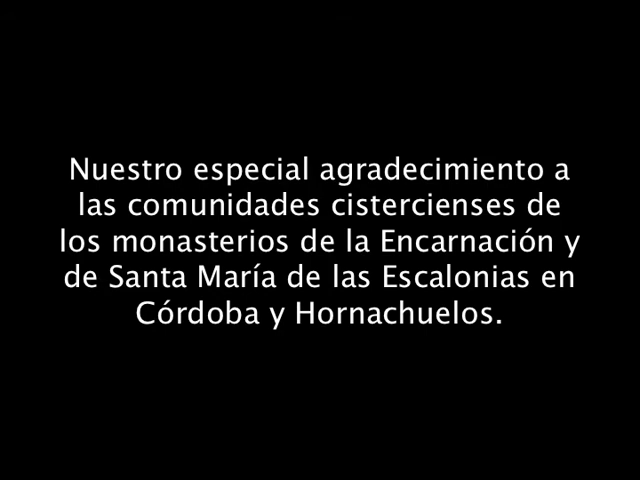 Nuestro especial agradecimiento a
las comunidades cistercienses de
los monasterios de la Encarnación y
de Santa María de las Escalonias en
Córdoba y Hornachuelos.